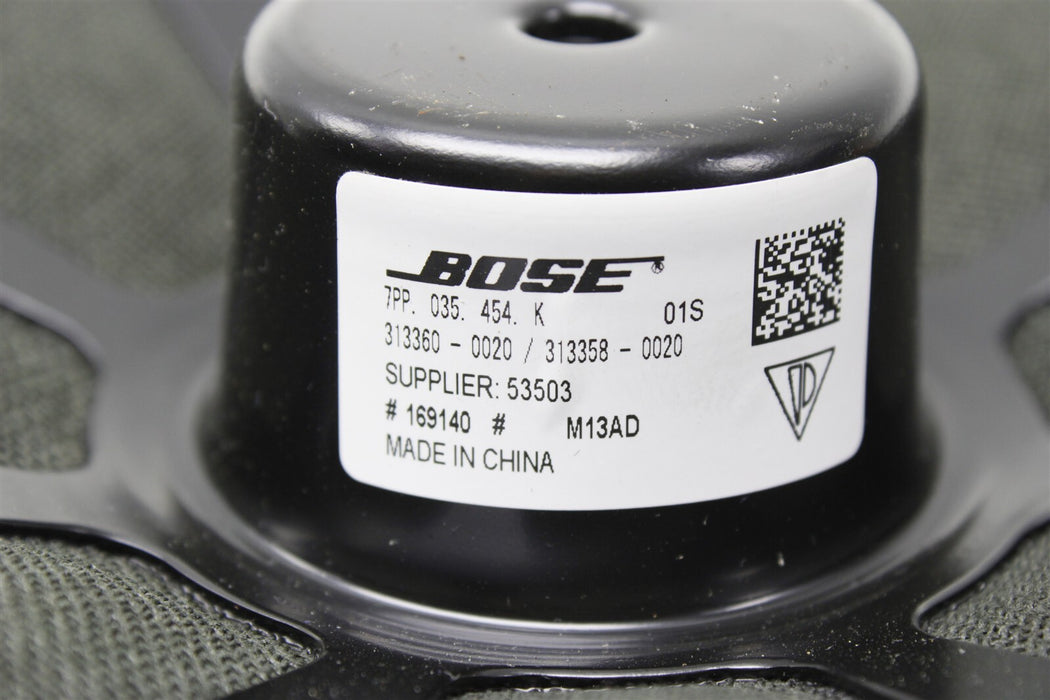 BOSE®
7PP. 035. 454. K 01S
313360 - 0020 / 313358 - 0020
SUPPLIER: 53503
# 169140 # M13AD
MADE IN CHINA